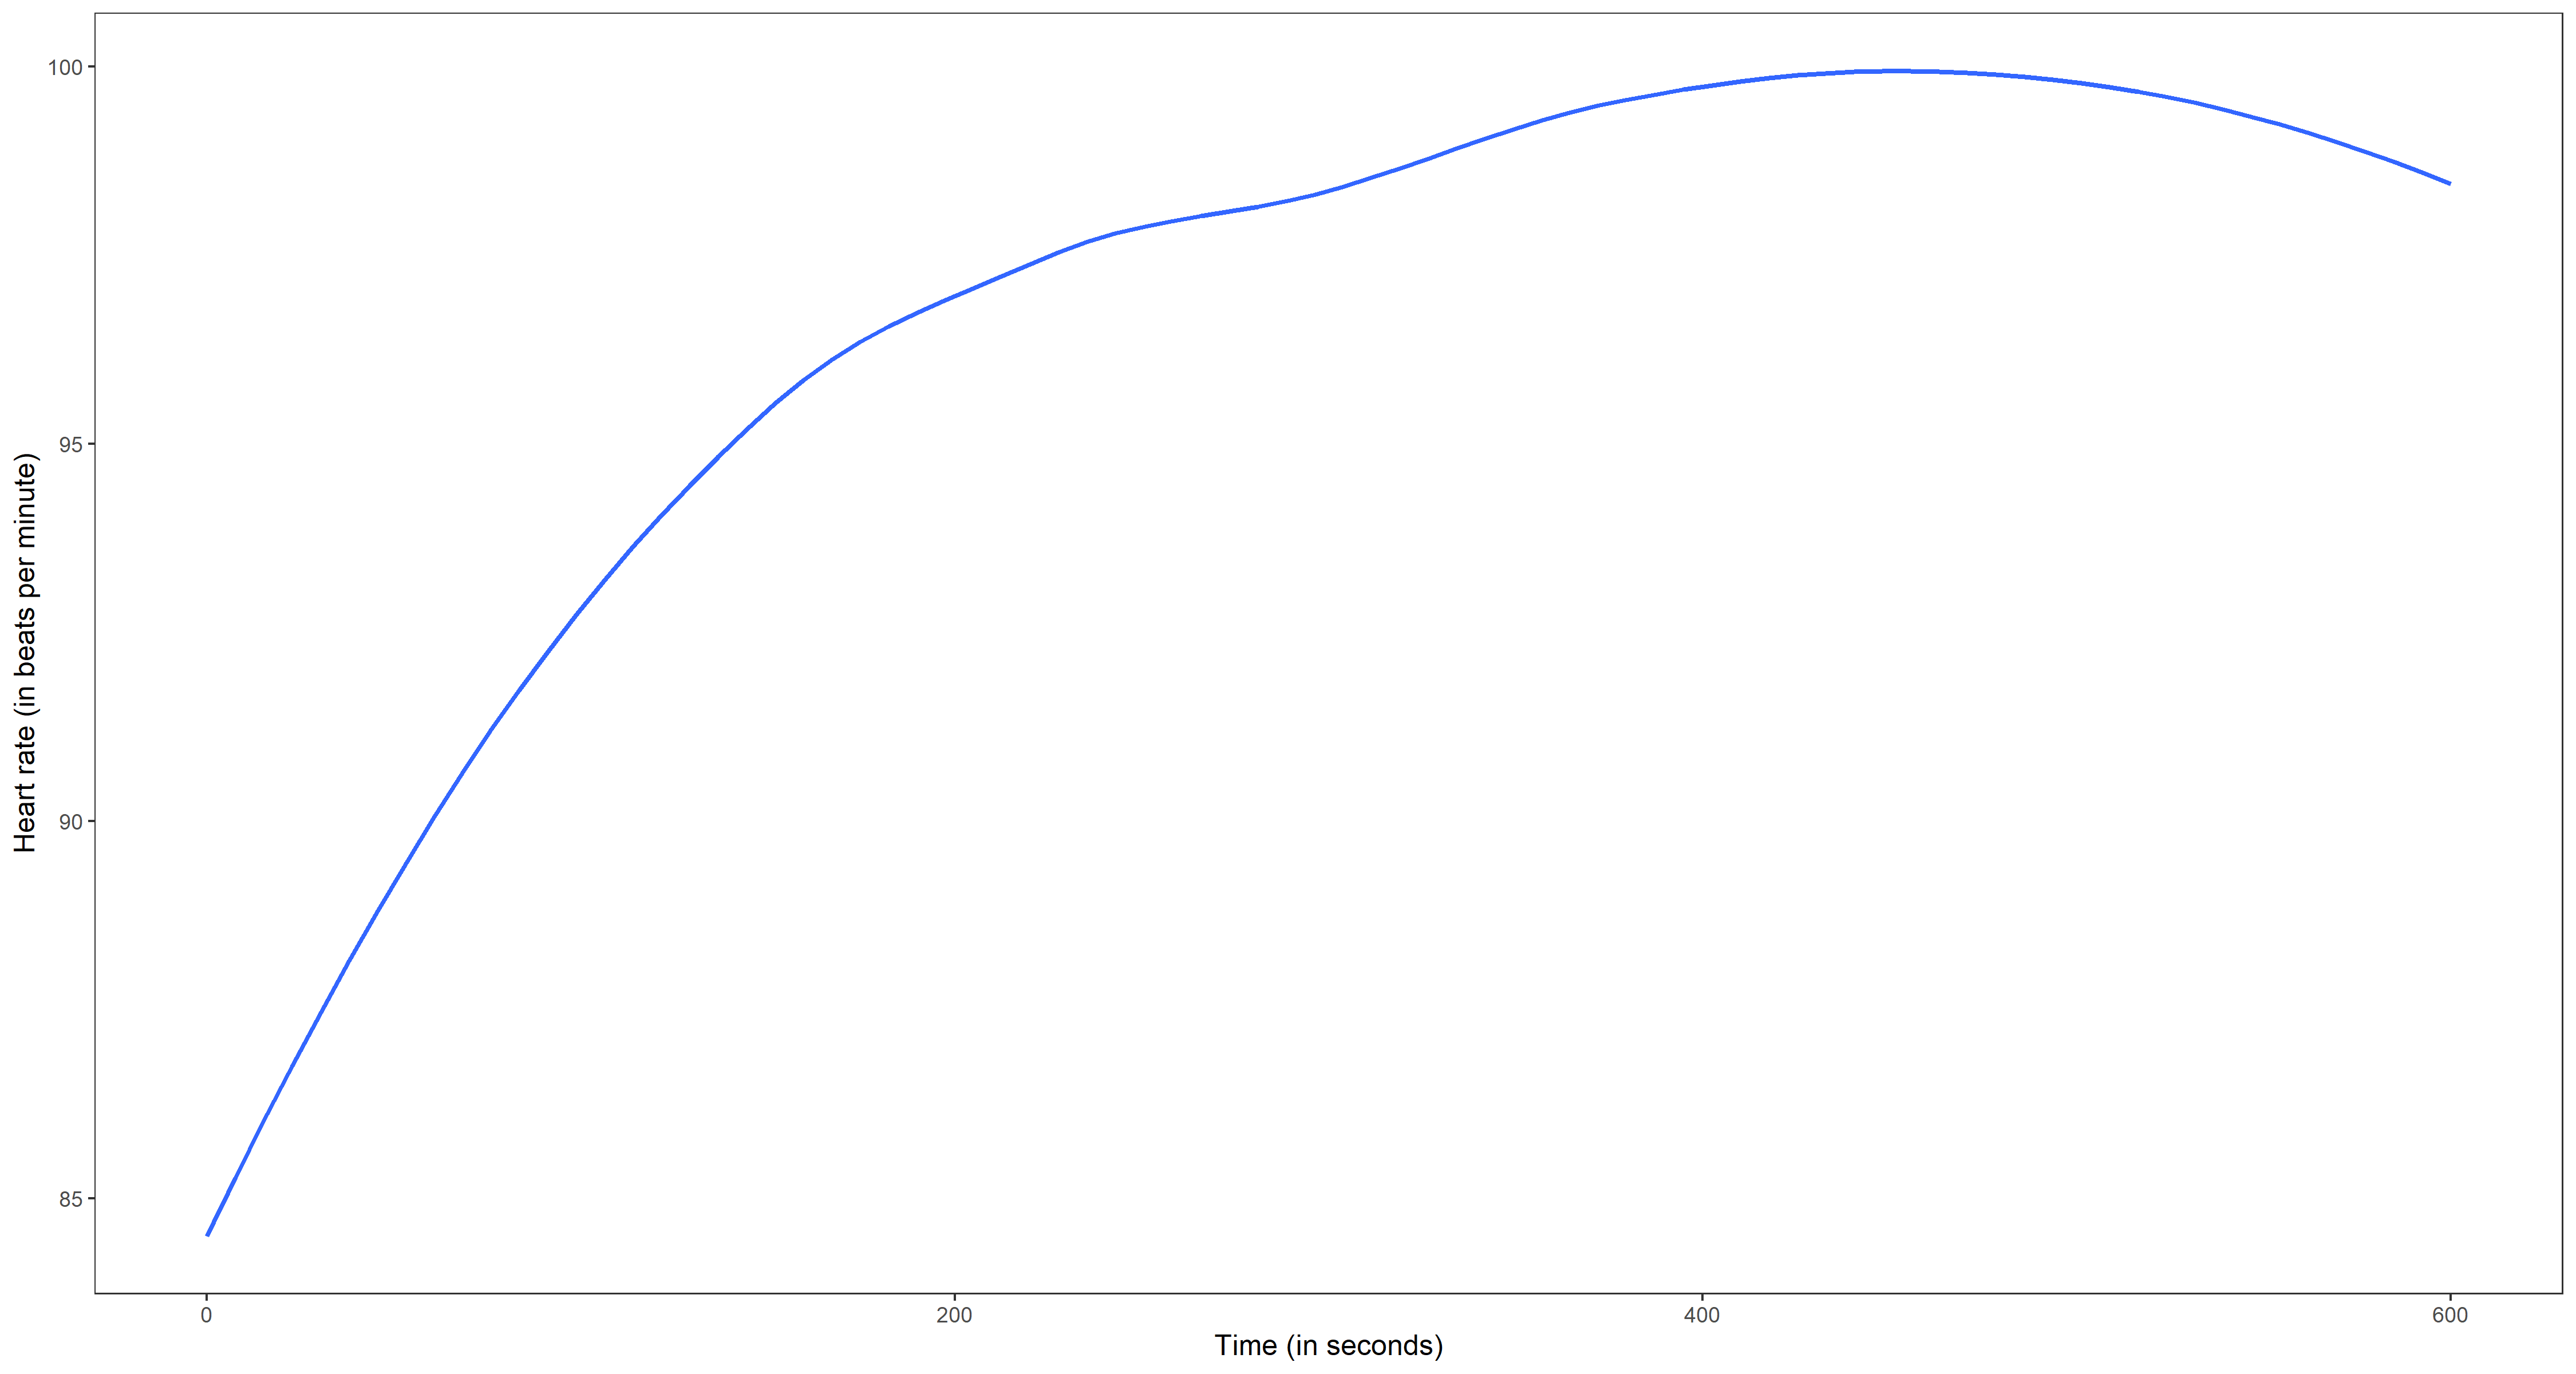 100
95
90
85
Heart rate (in beats per minute)
0 200 400 600
Time (in seconds)